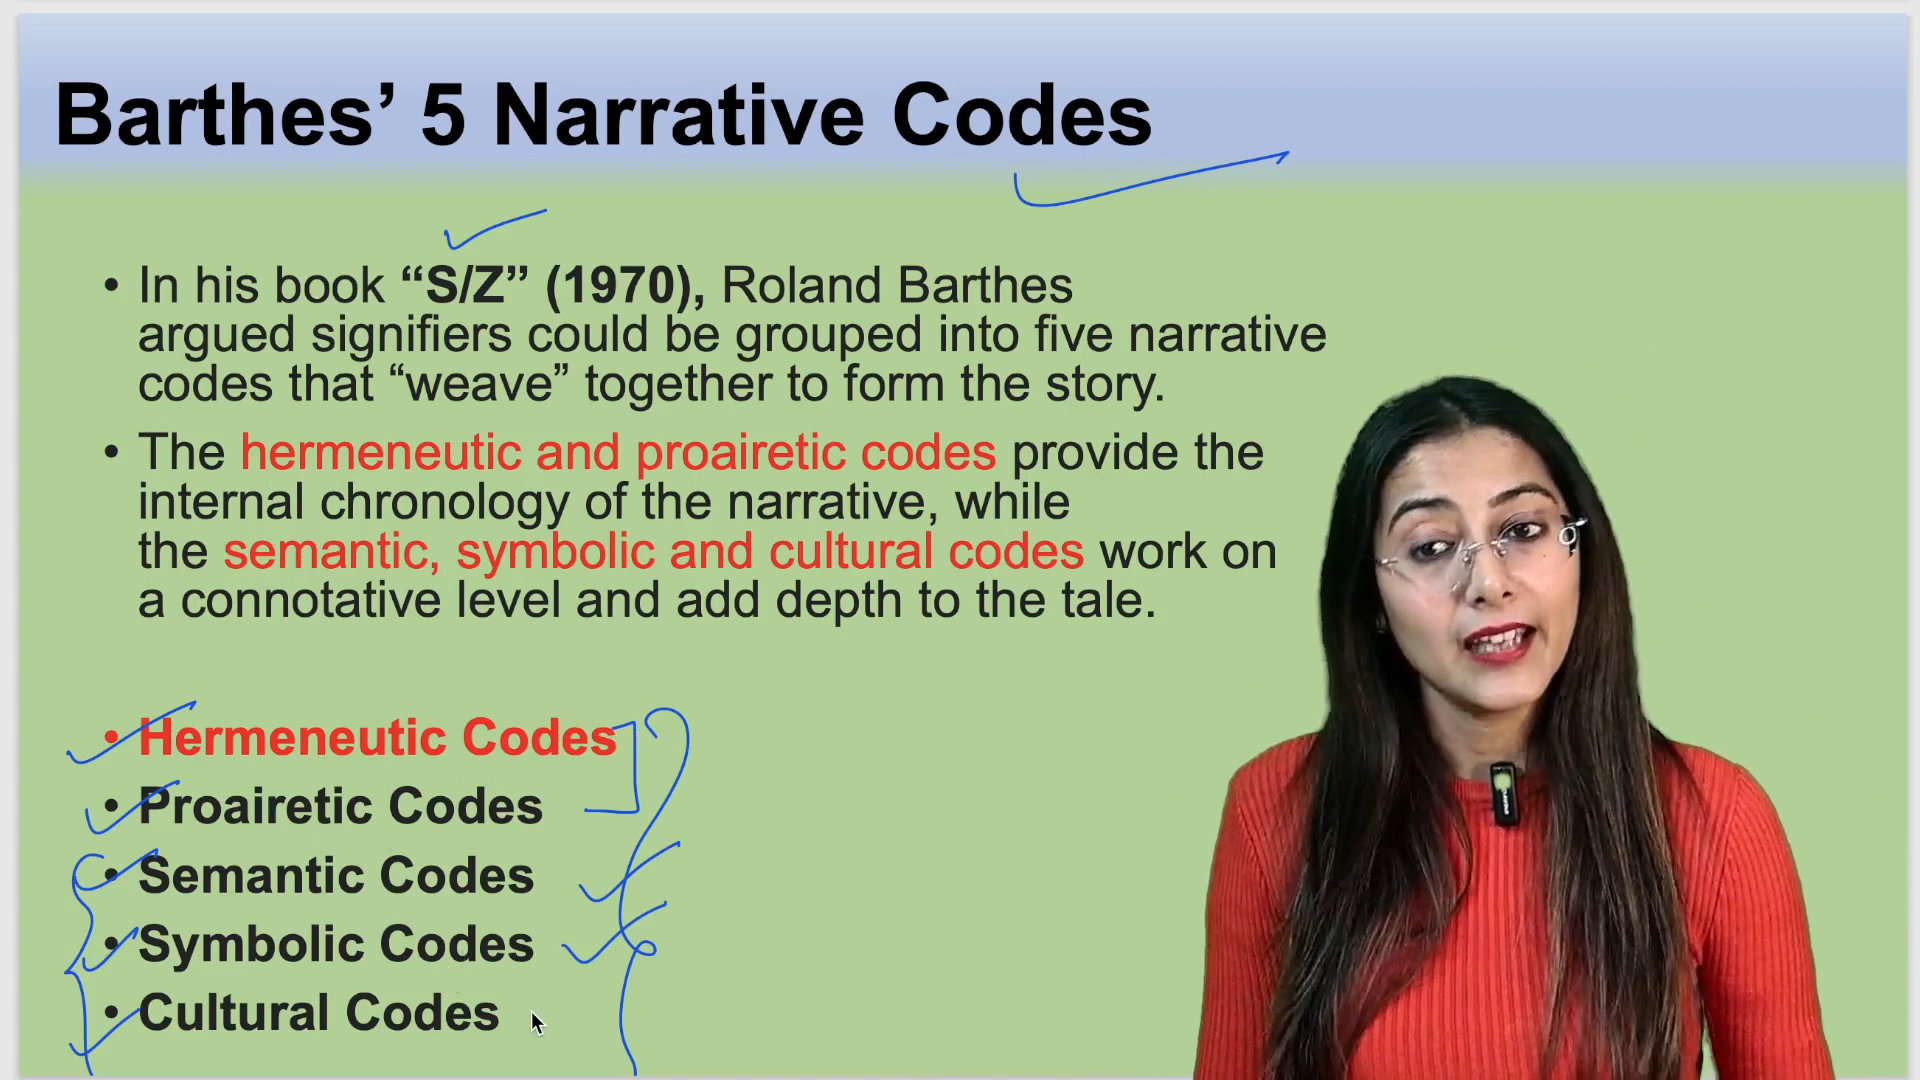 Barthes’ 5 Narrative Codes
• In his book “S/Z” (1970), Roland Barthes
argued signifiers could be grouped into five narrative
codes that “weave” together to form the story.
• The hermeneutic and proairetic codes provide the
internal chronology of the narrative, while
the semantic, symbolic and cultural codes work on
a connotative level and add depth to the tale.
• Hermeneutic Codes
• Proairetic Codes
• Semantic Codes
• Symbolic Codes
• Cultural Codes